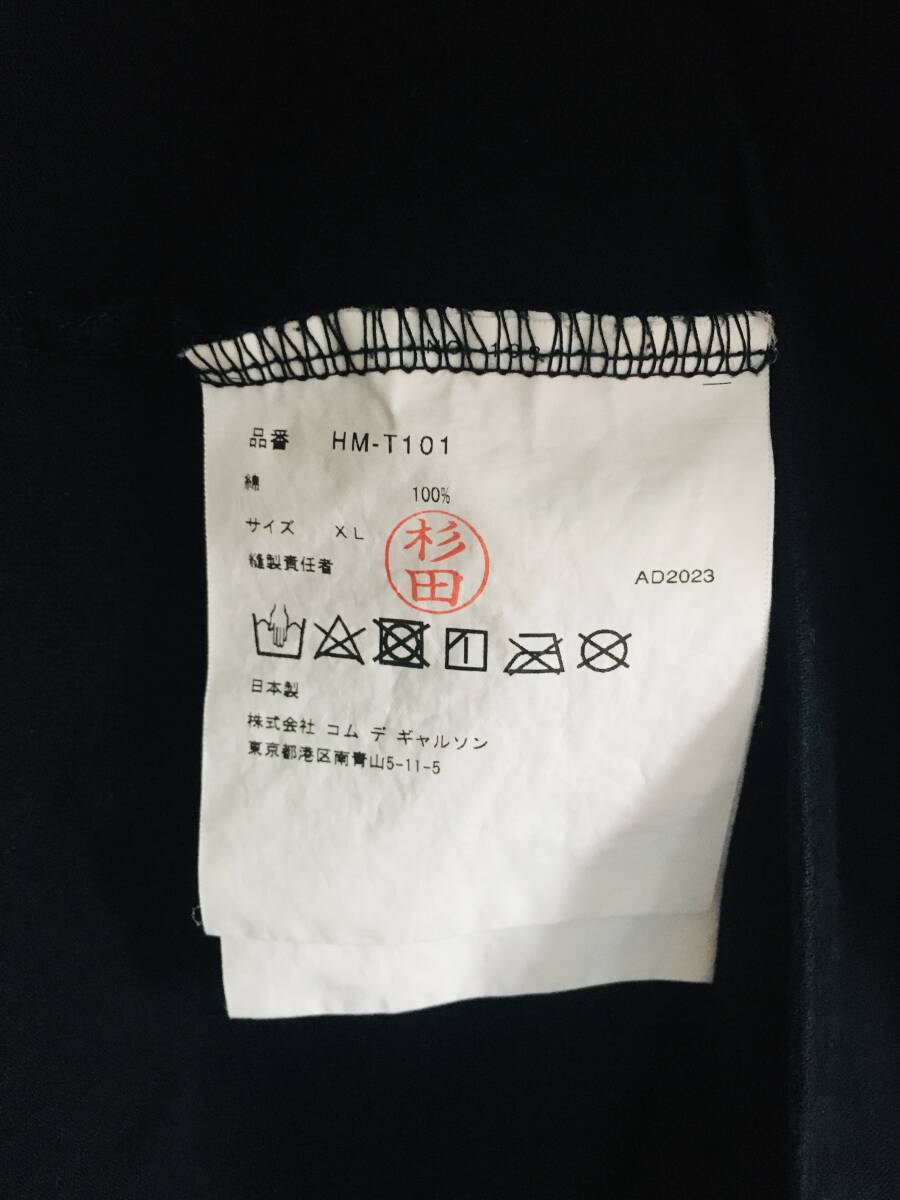 品番 HM-T101
綿 100%
サイズ XL
縫製責任者 杉田 AD2023
日本製
株式会社 コム デ ギャルソン
東京都港区南青山5-11-5